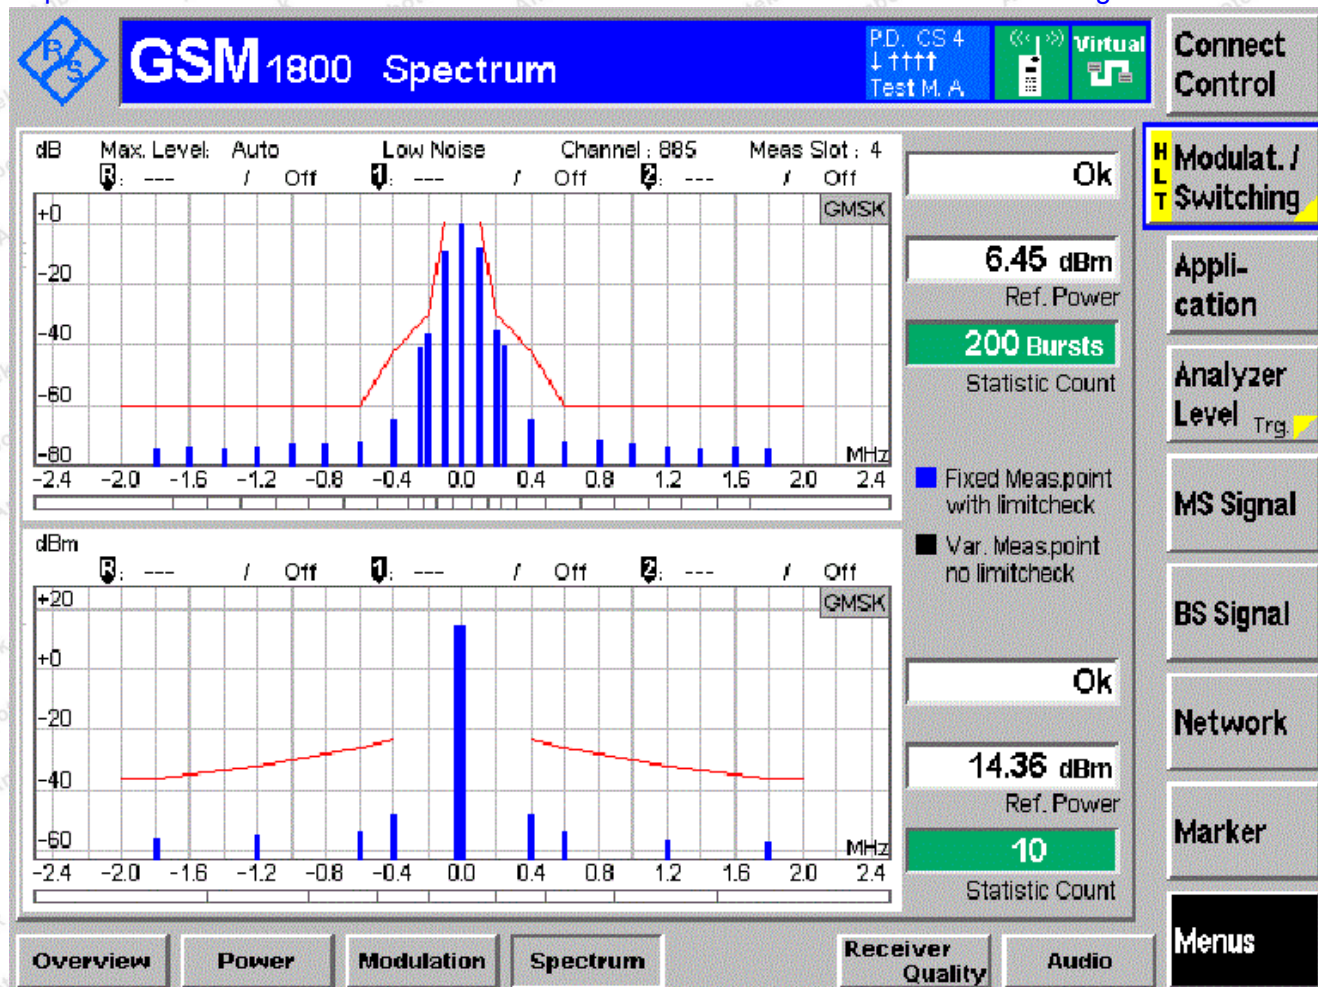 R/S
GSM 1800 Spectrum
P.D. CS 4
↓↑↑↑↑
Test M. A.
Virtual
Connect
Control
dB Max. Level: Auto Low Noise Channel : 885 Meas Slot : 4
R: --- / Off 1: --- / Off 2: --- / Off
GMSK
+0
-20
-40
-60
-80
MHz
-2.4 -2.0 -1.6 -1.2 -0.8 -0.4 0.0 0.4 0.8 1.2 1.6 2.0 2.4
Ok
6.45 dBm
Ref. Power
200 Bursts
Statistic Count
Fixed Meas.point
with limitcheck
Var. Meas.point
no limitcheck
dBm
R: --- / Off 1: --- / Off 2: --- / Off
GMSK
+20
+0
-20
-40
-60
MHz
-2.4 -2.0 -1.6 -1.2 -0.8 -0.4 0.0 0.4 0.8 1.2 1.6 2.0 2.4
Ok
14.36 dBm
Ref. Power
10
Statistic Count
HLT
Modulat. /
Switching
Appli-
cation
Analyzer
Level Trg.
MS Signal
BS Signal
Network
Marker
Menus
Overview
Power
Modulation
Spectrum
Receiver
Quality
Audio